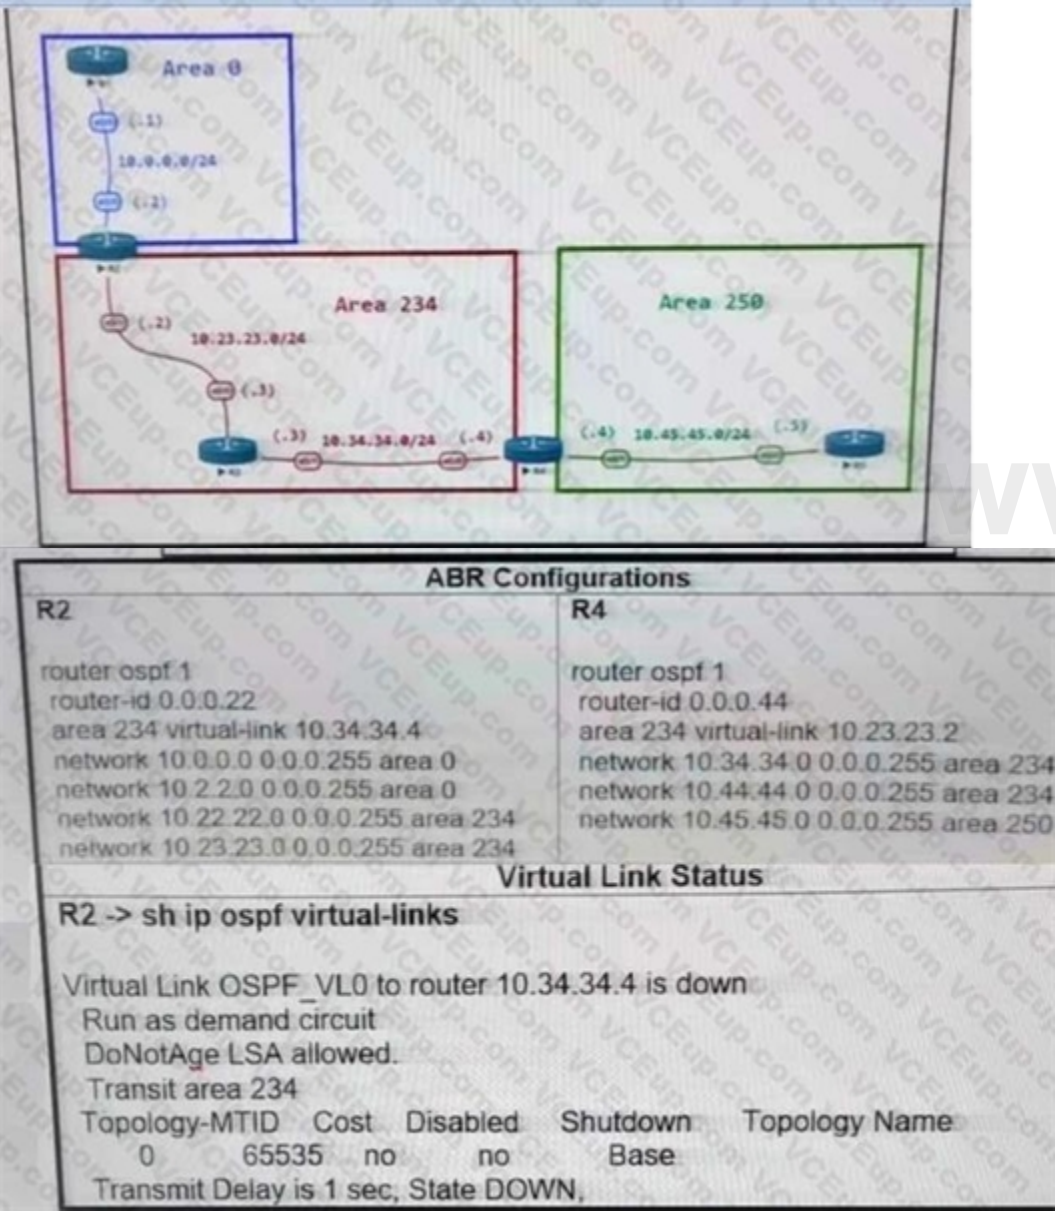 Area 0
(.1)
10.0.0.0/24
(.2)
Area 234
Area 250
(.2)
10.23.23.0/24
(.3)
(.3) 10.34.34.0/24 (.4)
(.4) 10.45.45.0/24 (.5)
ABR Configurations
R2
router ospf 1
router-id 0.0.0.22
area 234 virtual-link 10.34.34.4
network 10.0.0.0 0.0.0.255 area 0
network 10.2.2.0 0.0.0.255 area 0
network 10.22.22.0 0.0.0.255 area 234
network 10.23.23.0 0.0.0.255 area 234
R4
router ospf 1
router-id 0.0.0.44
area 234 virtual-link 10.23.23.2
network 10.34.34.0 0.0.0.255 area 234
network 10.44.44.0 0.0.0.255 area 234
network 10.45.45.0 0.0.0.255 area 250
Virtual Link Status
R2 -> sh ip ospf virtual-links
Virtual Link OSPF_VL0 to router 10.34.34.4 is down
Run as demand circuit
DoNotAge LSA allowed.
Transit area 234
Topology-MTID Cost Disabled Shutdown Topology Name
0 65535 no no Base
Transmit Delay is 1 sec, State DOWN,
VCEup.com